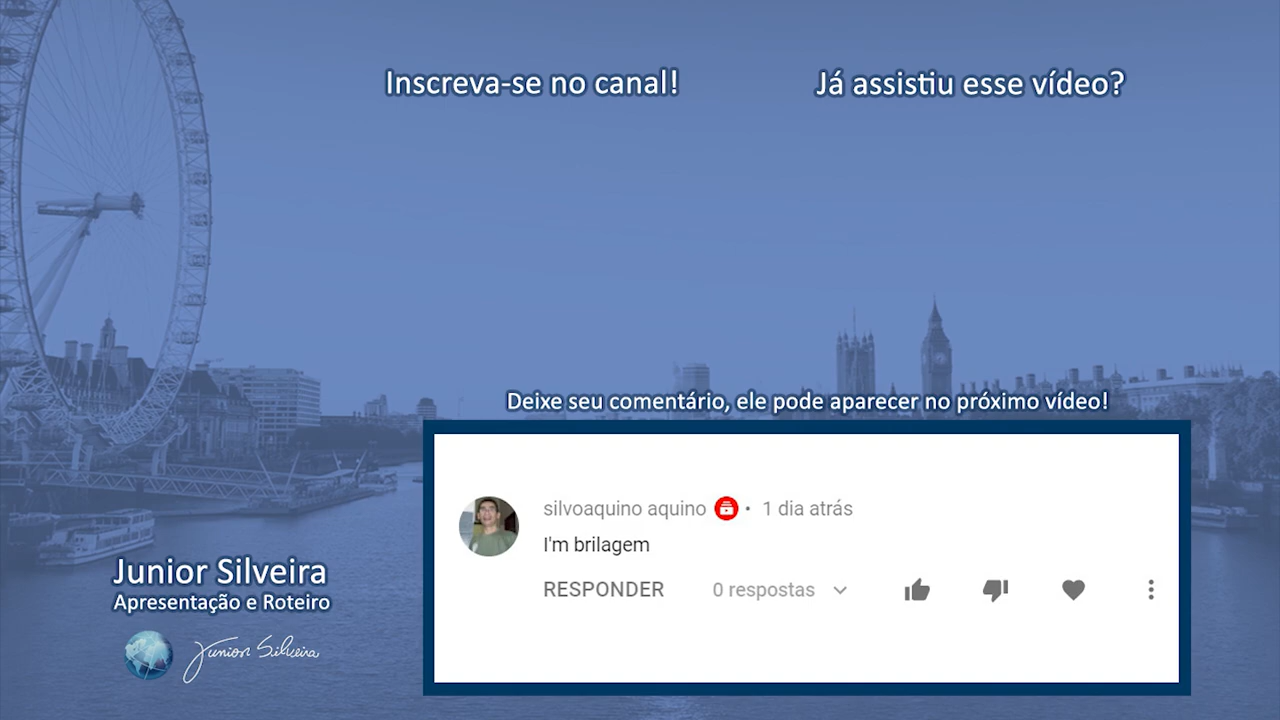 Inscreva-se no canal!
Já assistiu esse vídeo?
Deixe seu comentário, ele pode aparecer no próximo vídeo!
silvoaquino aquino • 1 dia atrás
I'm brilagem
RESPONDER 0 respostas
Junior Silveira
Apresentação e Roteiro
Junior Silveira